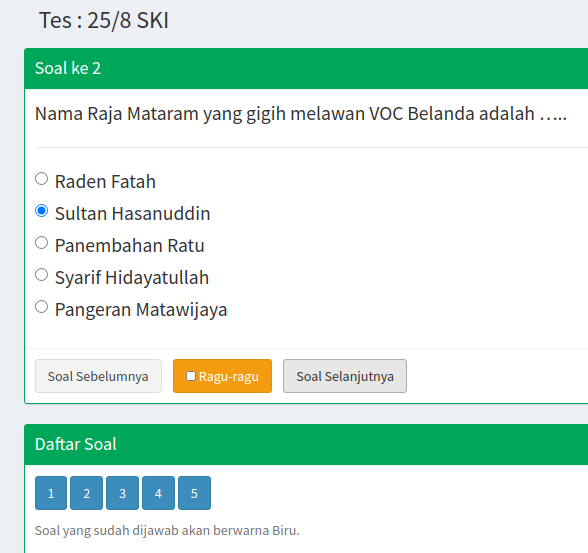 Tes : 25/8 SKI
Soal ke 2
Nama Raja Mataram yang gigih melawan VOC Belanda adalah …..
Raden Fatah
Sultan Hasanuddin
Panembahan Ratu
Syarif Hidayatullah
Pangeran Matawijaya
Soal Sebelumnya Ragu-ragu Soal Selanjutnya
Daftar Soal
1 2 3 4 5
Soal yang sudah dijawab akan berwarna Biru.